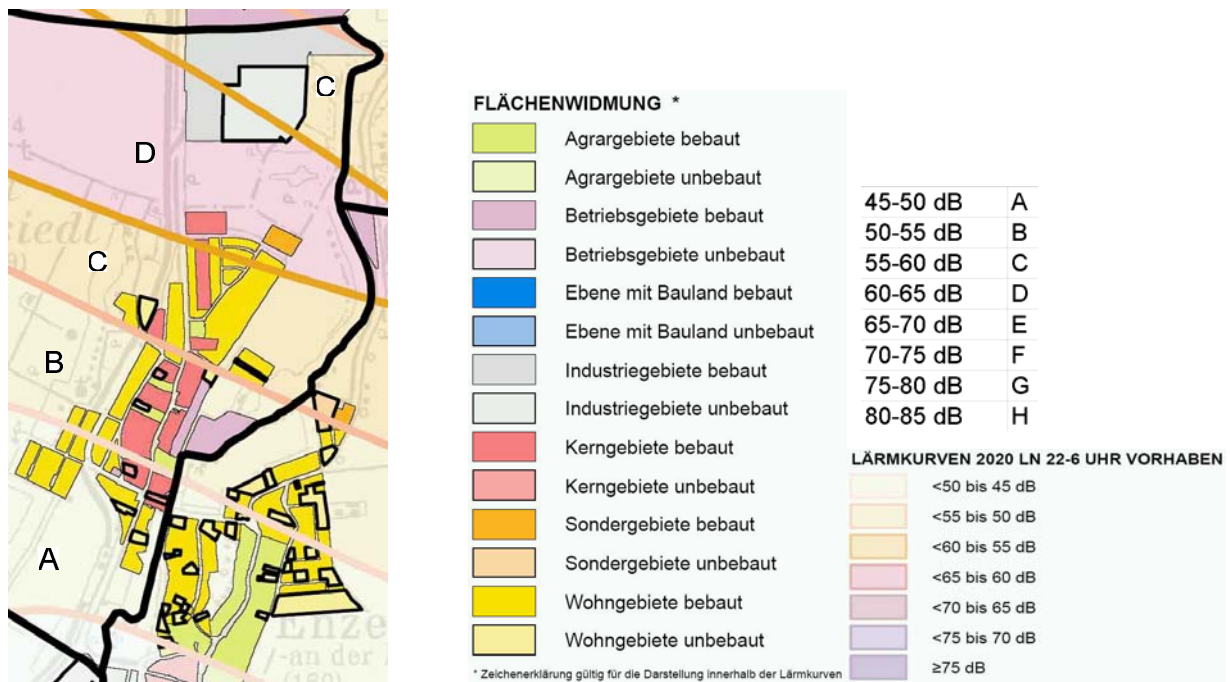 C
D
siedl
C
B
A
Enze
/-an der
(180)
FLÄCHENWIDMUNG *
Agrargebiete bebaut
Agrargebiete unbebaut
Betriebsgebiete bebaut
Betriebsgebiete unbebaut
Ebene mit Bauland bebaut
Ebene mit Bauland unbebaut
Industriegebiete bebaut
Industriegebiete unbebaut
Kerngebiete bebaut
Kerngebiete unbebaut
Sondergebiete bebaut
Sondergebiete unbebaut
Wohngebiete bebaut
Wohngebiete unbebaut
* Zeichenerklärung gültig für die Darstellung innerhalb der Lärmkurven
45-50 dB A
50-55 dB B
55-60 dB C
60-65 dB D
65-70 dB E
70-75 dB F
75-80 dB G
80-85 dB H
LÄRMKURVEN 2020 LN 22-6 UHR VORHABEN
<50 bis 45 dB
<55 bis 50 dB
<60 bis 55 dB
<65 bis 60 dB
<70 bis 65 dB
<75 bis 70 dB
≥75 dB